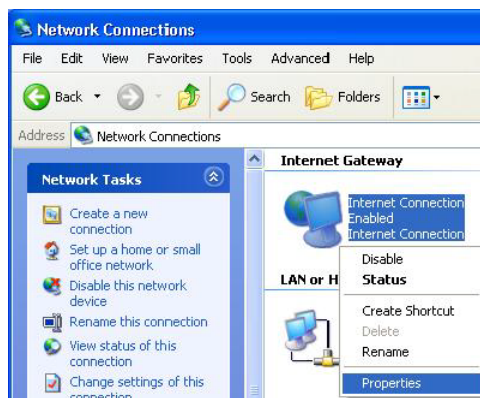 Network Connections
File Edit View Favorites Tools Advanced Help
Back Search Folders
Address Network Connections
Network Tasks
Create a new
connection
Set up a home or small
office network
Disable this network
device
Rename this connection
View status of this
connection
Change settings of this
connection
Internet Gateway
Internet Connection
Enabled
Internet Connection
LAN or H
Disable
Status
Create Shortcut
Delete
Rename
Properties